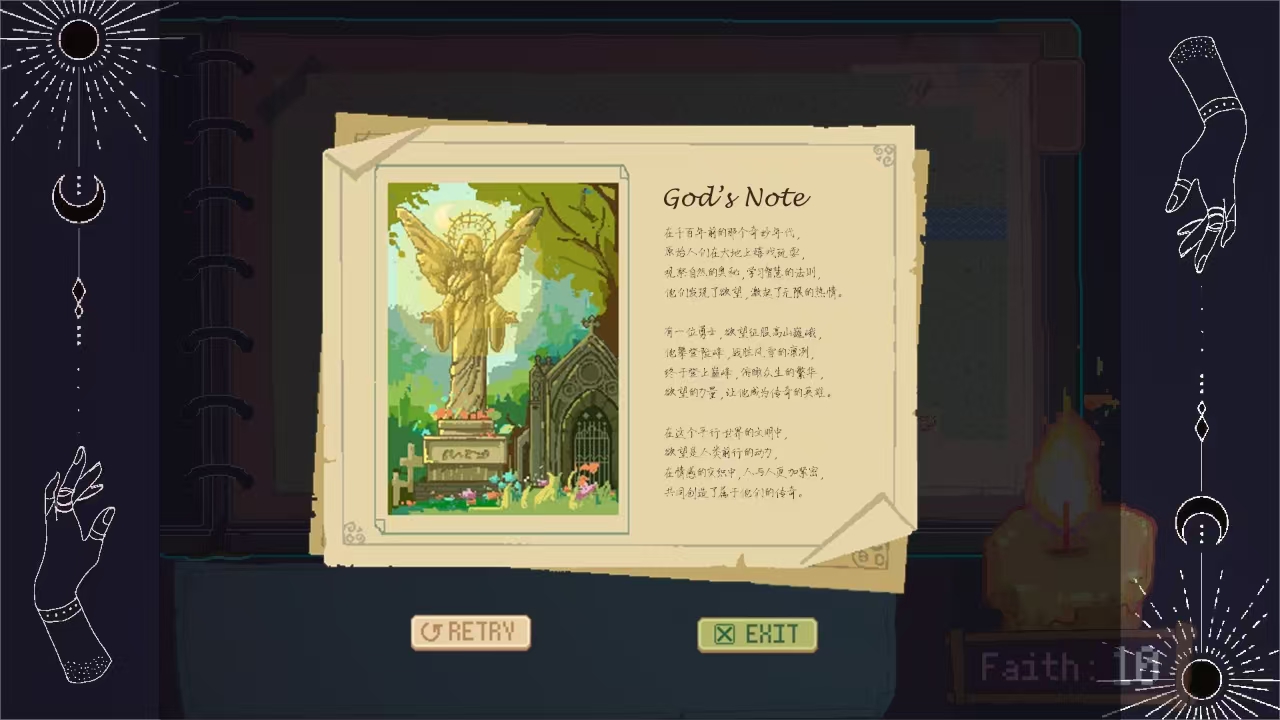 God's Note
在千百年前的那个奇妙年代，
原始人们在大地上嬉戏玩耍，
观察自然的奥秘，学习智慧的法则，
他们发现了欲望，激起了无限的热情。
有一位勇士，欲望征服高山巍峨，
他攀登险峰，战胜风雪的凛冽，
终于登上巅峰，俯瞰众生的繁华，
欲望的力量，让他成为传奇的英雄。
在这个平行世界的文明中，
欲望是人类前行的动力，
在情感的交织中，人与人更加紧密，
共同创造了属于他们的传奇。
RETRY
EXIT
Faith: 10